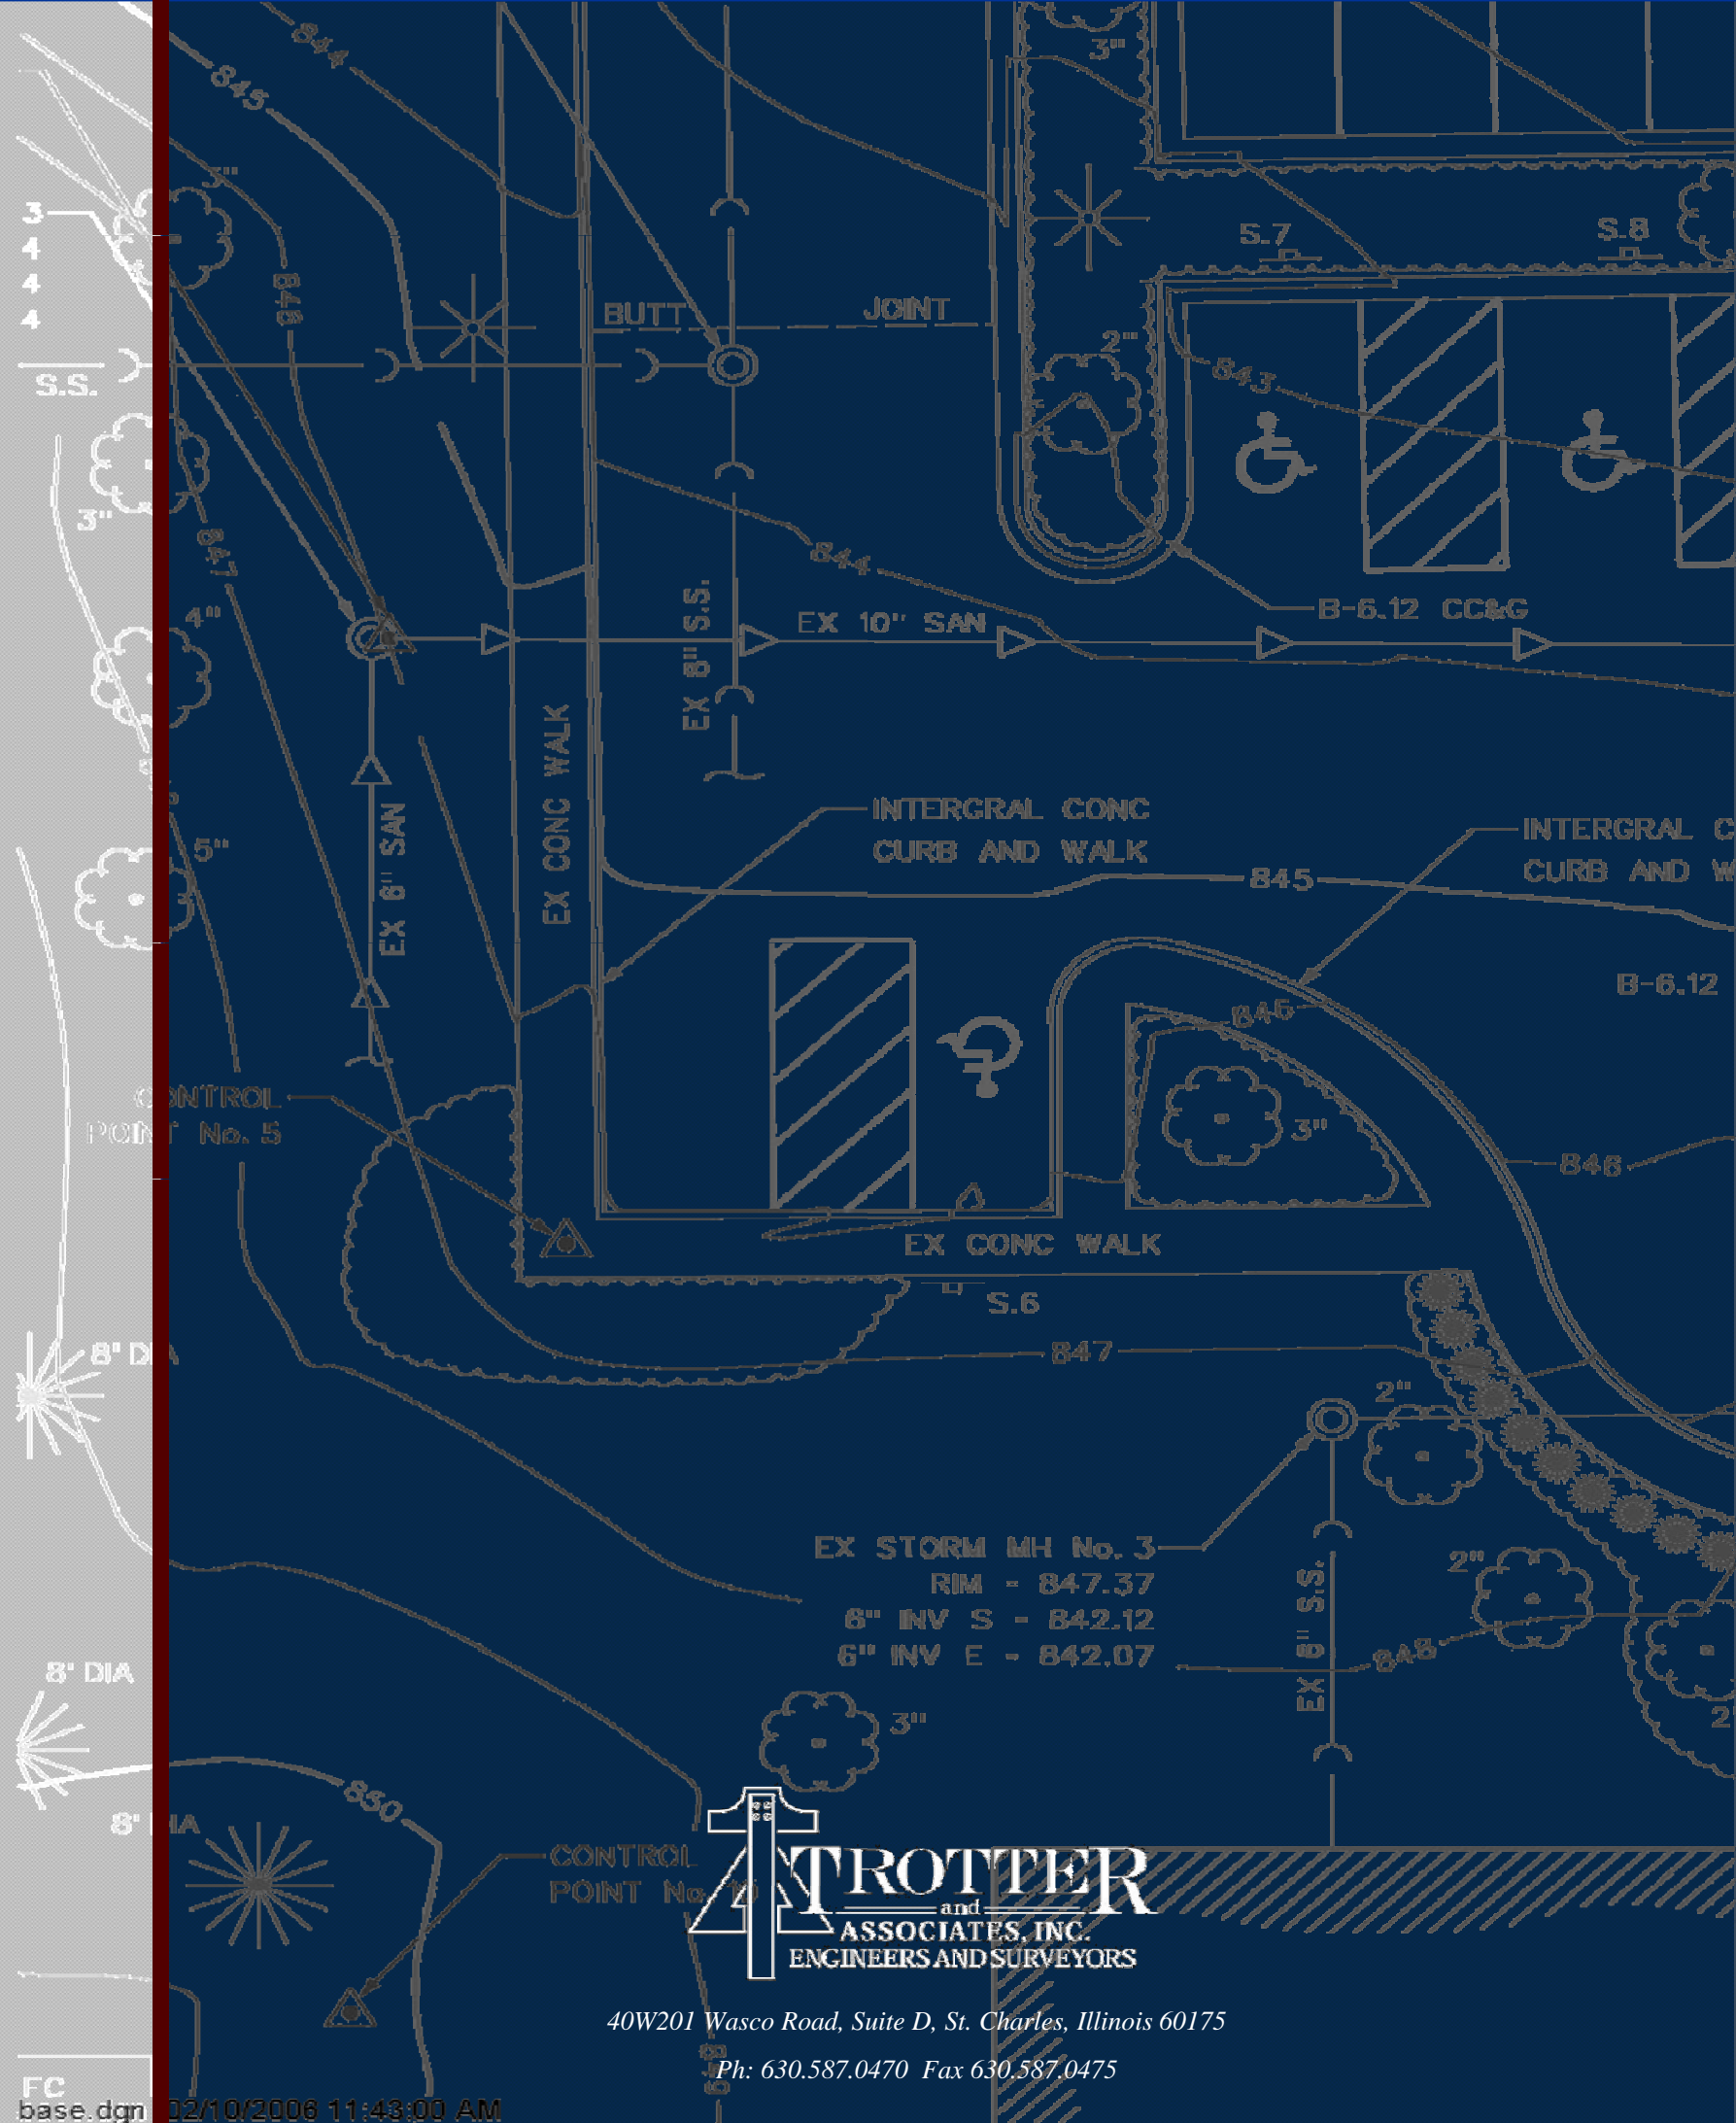 844
3"
845
3"
3
4
4
4
S.7
S.8
846
BUTT JOINT
2"
843
S.S.
3"
847
844
4"
B-6.12 CC&G
EX 10" SAN
EX 8" S.S.
EX CONC WALK
EX 6" SAN
INTERGRAL CONC
CURB AND WALK
INTERGRAL C
CURB AND W
5"
845
B-6.12
846
CONTROL
POINT No. 5
3"
846
EX CONC WALK
S.6
8' DIA
847
2"
EX STORM MH No. 3
RIM - 847.37
6" INV S - 842.12
6" INV E - 842.07
2"
EX 6" S.S.
848
8' DIA
3"
2"
850
8' DIA
CONTROL
POINT No.
TROTTER
and
ASSOCIATES, INC.
ENGINEERS AND SURVEYORS
40W201 Wasco Road, Suite D, St. Charles, Illinois 60175
Ph: 630.587.0470 Fax 630.587.0475
849
FC
base.dgn 02/10/2006 11:43:00 AM